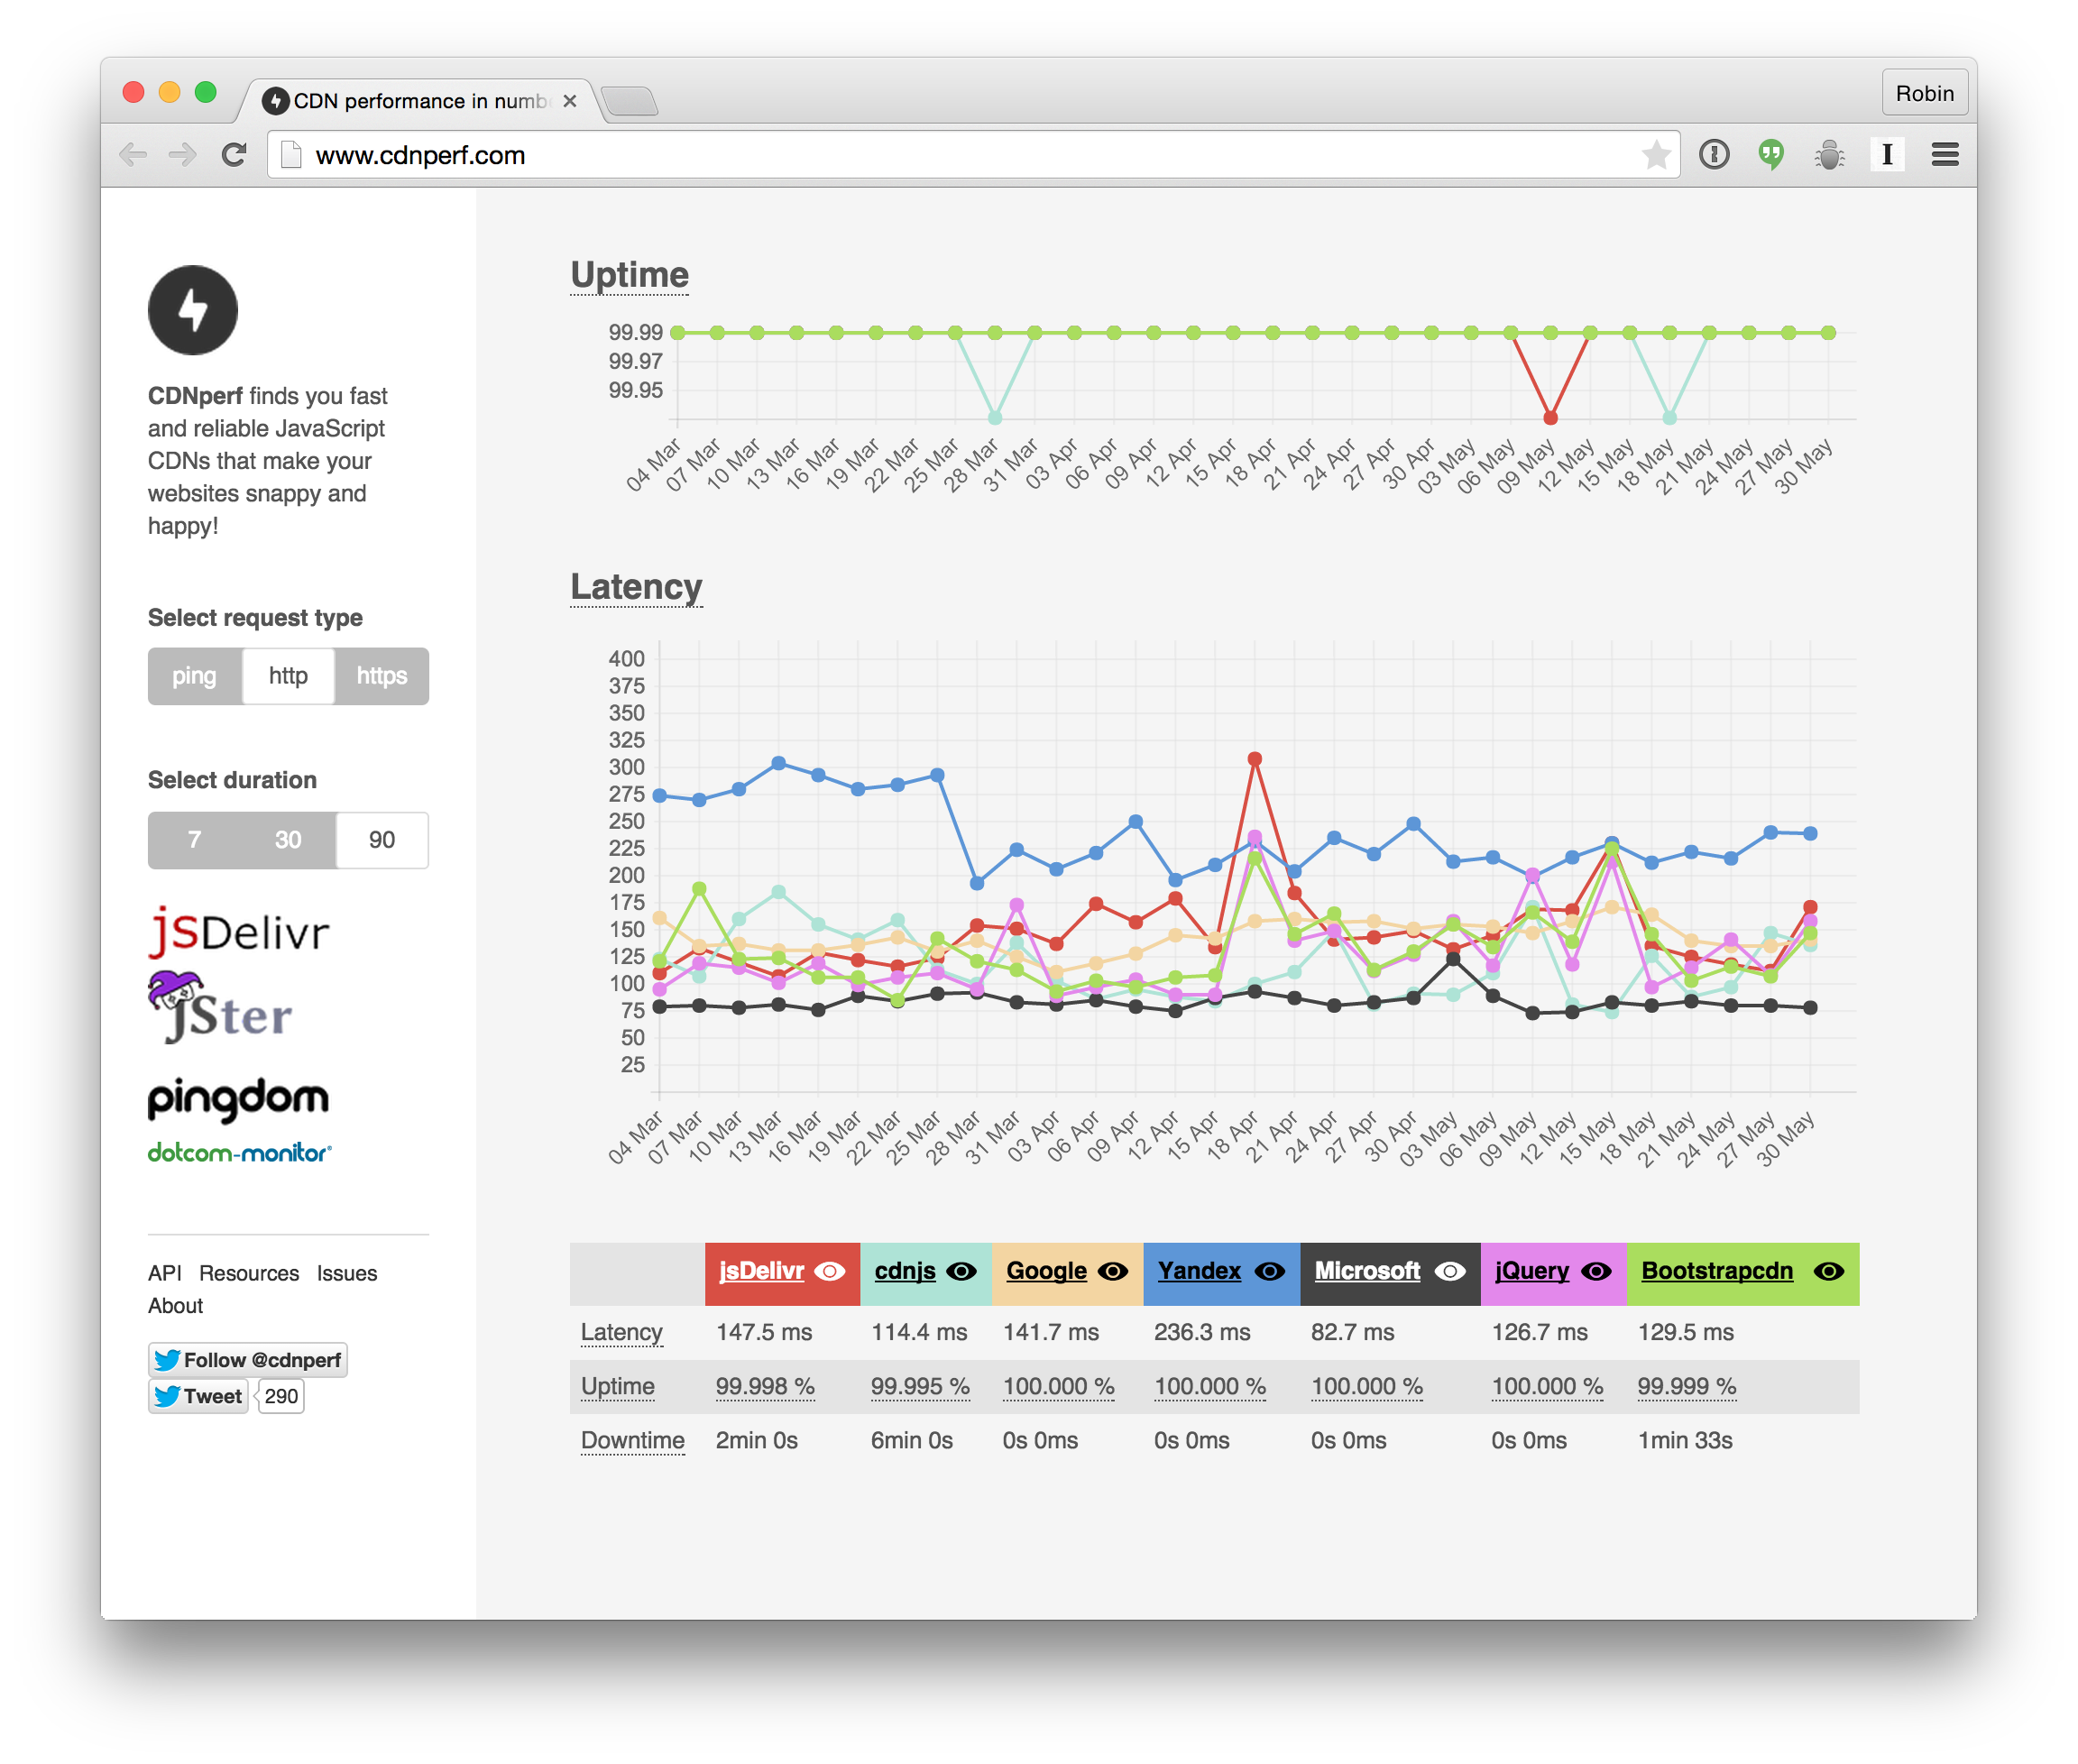 CDN performance in numb
Robin
www.cdnperf.com
CDNperf finds you fast
and reliable JavaScript
CDNs that make your
websites snappy and
happy!
Select request type
ping http https
Select duration
7 30 90
jsDelivr
jSter
pingdom
dotcom-monitor
API Resources Issues
About
Follow @cdnperf
Tweet 290
Uptime
99.99
99.97
99.95
04 Mar 07 Mar 10 Mar 13 Mar 16 Mar 19 Mar 22 Mar 25 Mar 28 Mar 31 Mar 03 Apr 06 Apr 09 Apr 12 Apr 15 Apr 18 Apr 21 Apr 24 Apr 27 Apr 30 Apr 03 May 06 May 09 May 12 May 15 May 18 May 21 May 24 May 27 May 30 May
Latency
400
375
350
325
300
275
250
225
200
175
150
125
100
75
50
25
04 Mar 07 Mar 10 Mar 13 Mar 16 Mar 19 Mar 22 Mar 25 Mar 28 Mar 31 Mar 03 Apr 06 Apr 09 Apr 12 Apr 15 Apr 18 Apr 21 Apr 24 Apr 27 Apr 30 Apr 03 May 06 May 09 May 12 May 15 May 18 May 21 May 24 May 27 May 30 May
jsDelivr cdnjs Google Yandex Microsoft jQuery Bootstrapcdn
Latency 147.5 ms 114.4 ms 141.7 ms 236.3 ms 82.7 ms 126.7 ms 129.5 ms
Uptime 99.998 % 99.995 % 100.000 % 100.000 % 100.000 % 100.000 % 99.999 %
Downtime 2min 0s 6min 0s 0s 0ms 0s 0ms 0s 0ms 0s 0ms 1min 33s